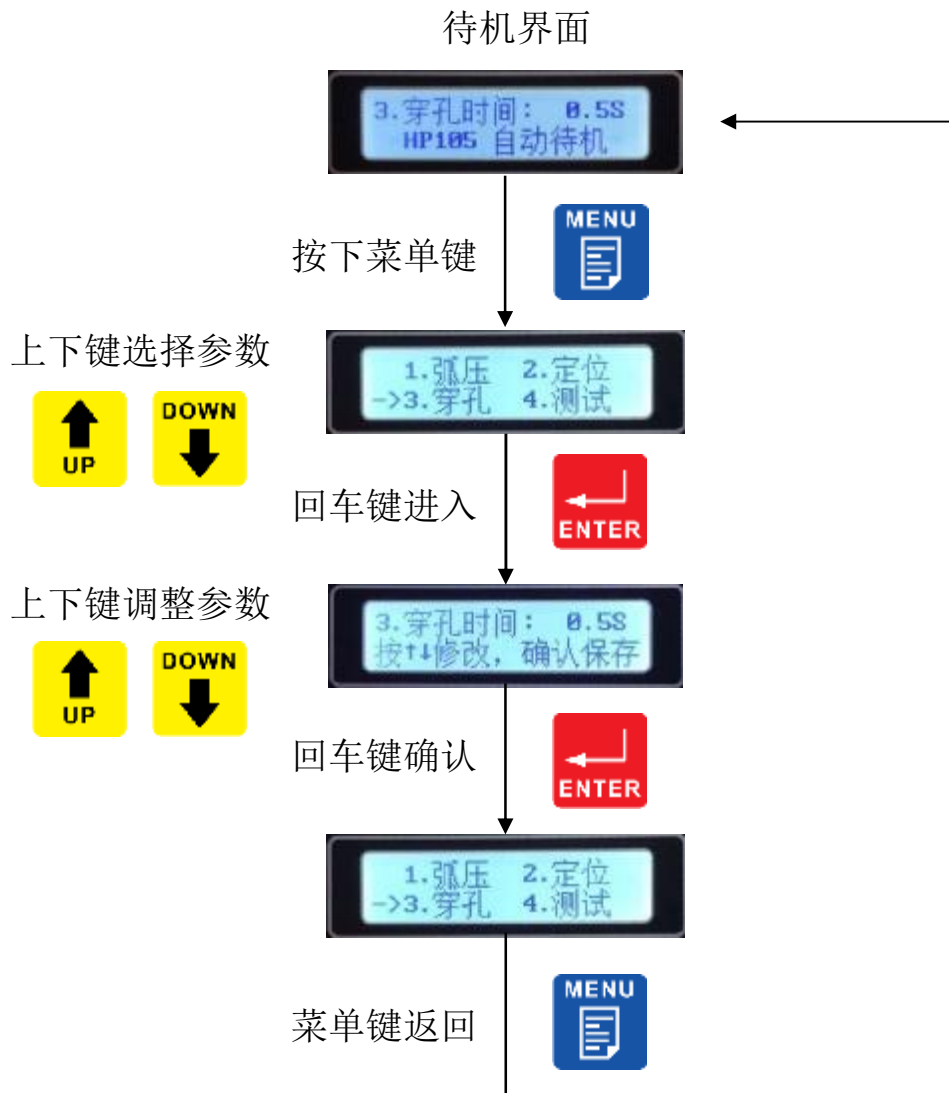 待机界面
3.穿孔时间: 0.5S
HP105 自动待机
按下菜单键
MENU
上下键选择参数
UP
DOWN
1.弧压 2.定位
->3.穿孔 4.测试
回车键进入
ENTER
上下键调整参数
UP
DOWN
3.穿孔时间: 0.5S
按↑↓修改, 确认保存
回车键确认
ENTER
1.弧压 2.定位
->3.穿孔 4.测试
菜单键返回
MENU